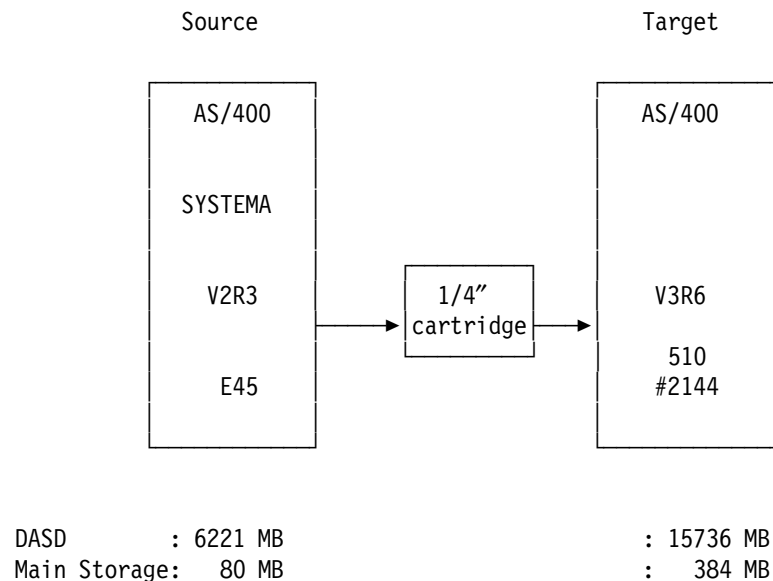 Source Target
AS/400 AS/400
SYSTEMA
V2R3 1/4″ V3R6
cartridge
510
E45 #2144
DASD : 6221 MB : 15736 MB
Main Storage: 80 MB : 384 MB